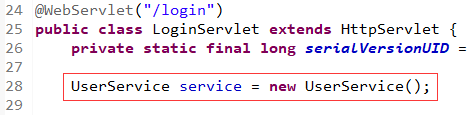 24 @WebServlet("/login")
25 public class LoginServlet extends HttpServlet {
26 private static final long serialVersionUID =
27
28 UserService service = new UserService();
29